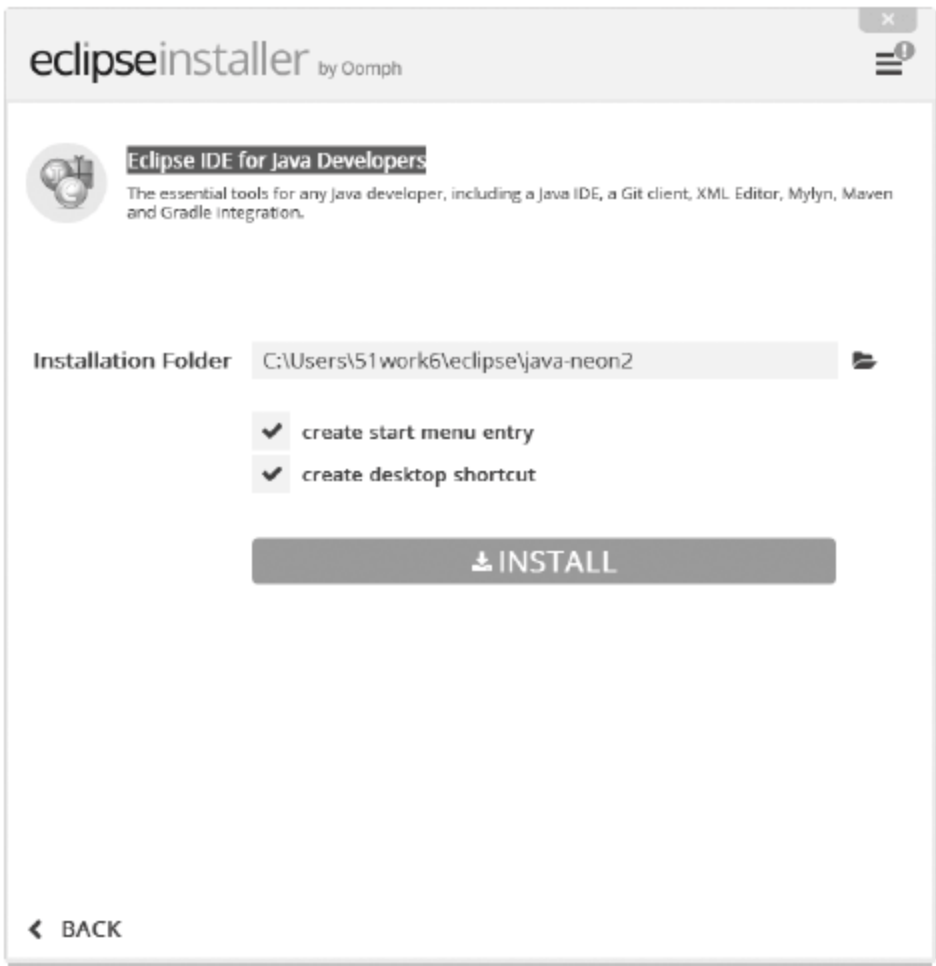 eclipseinstaller by Oomph
Eclipse IDE for Java Developers
The essential tools for any Java developer, including a Java IDE, a Git client, XML Editor, Mylyn, Maven
and Gradle integration.
Installation Folder C:\Users\51work6\eclipse\java-neon2
create start menu entry
create desktop shortcut
INSTALL
BACK